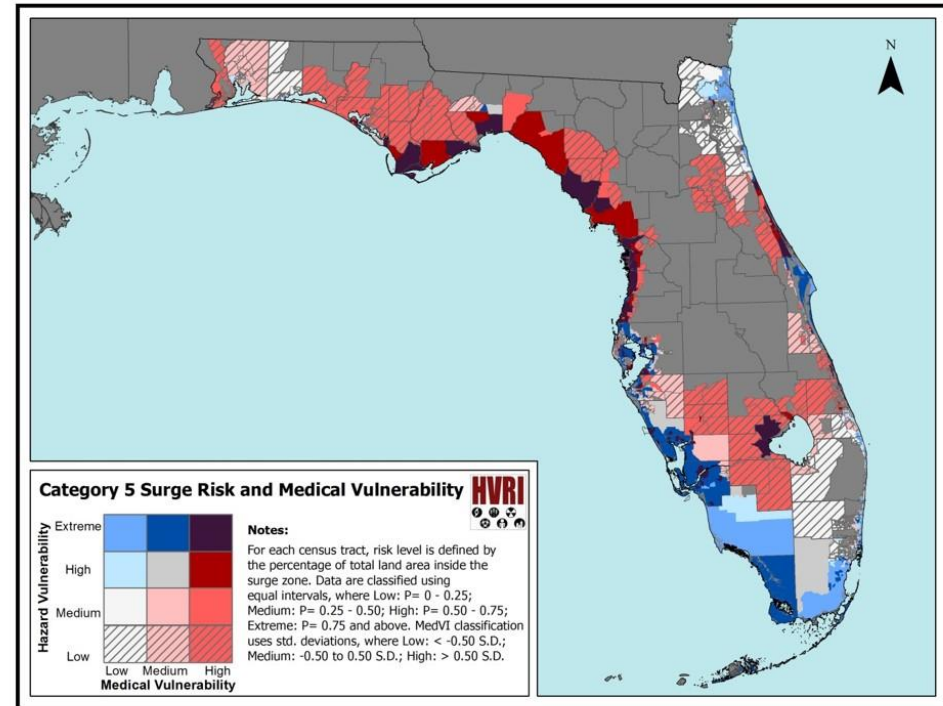 N
Category 5 Surge Risk and Medical Vulnerability
HVRI
Hazard Vulnerability
Extreme
High
Medium
Low
Low Medium High
Medical Vulnerability
Notes:
For each census tract, risk level is defined by
the percentage of total land area inside the
surge zone. Data are classified using
equal intervals, where Low: P= 0 - 0.25;
Medium: P= 0.25 - 0.50; High: P= 0.50 - 0.75;
Extreme: P= 0.75 and above. MedVI classification
uses std. deviations, where Low: < -0.50 S.D.;
Medium: -0.50 to 0.50 S.D.; High: > 0.50 S.D.